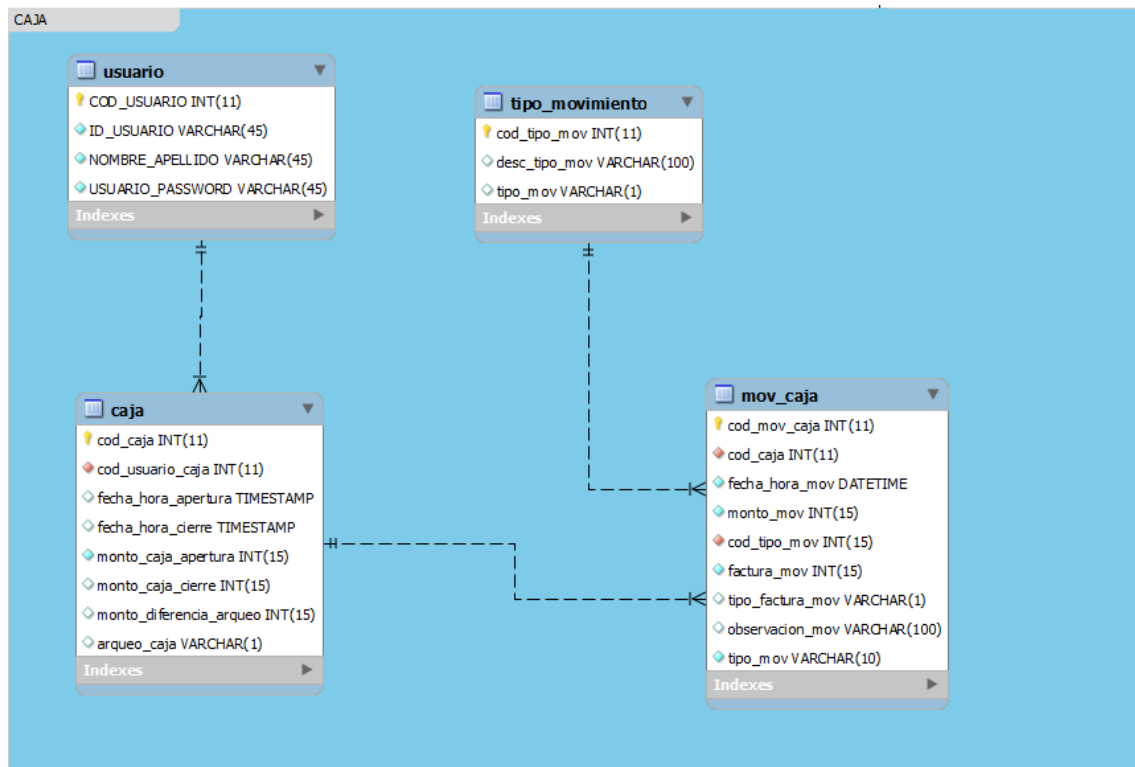 CAJA
usuario
COD_USUARIO INT(11)
ID_USUARIO VARCHAR(45)
NOMBRE_APELLIDO VARCHAR(45)
USUARIO_PASSWORD VARCHAR(45)
Indexes
tipo_movimiento
cod_tipo_mov INT(11)
desc_tipo_mov VARCHAR(100)
tipo_mov VARCHAR(1)
Indexes
caja
cod_caja INT(11)
cod_usuario_caja INT(11)
fecha_hora_apertura TIMESTAMP
fecha_hora_cierre TIMESTAMP
monto_caja_apertura INT(15)
monto_caja_cierre INT(15)
monto_diferencia_arqueo INT(15)
arqueo_caja VARCHAR(1)
Indexes
mov_caja
cod_mov_caja INT(11)
cod_caja INT(11)
fecha_hora_mov DATETIME
monto_mov INT(15)
cod_tipo_mov INT(15)
factura_mov INT(15)
tipo_factura_mov VARCHAR(1)
observacion_mov VARCHAR(100)
tipo_mov VARCHAR(10)
Indexes